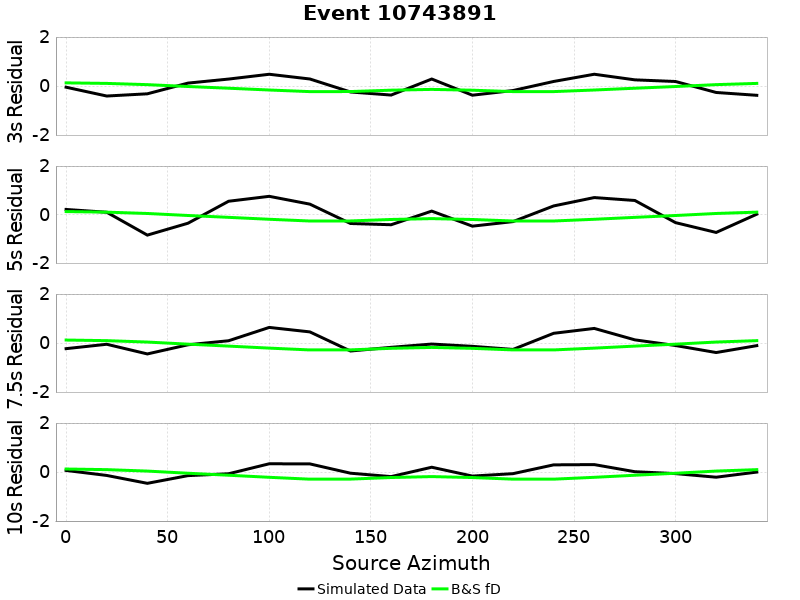 Event 10743891
3s Residual
2
0
-2
5s Residual
2
0
-2
7.5s Residual
2
0
-2
10s Residual
2
0
-2
0 50 100 150 200 250 300
Source Azimuth
Simulated Data B&S fD